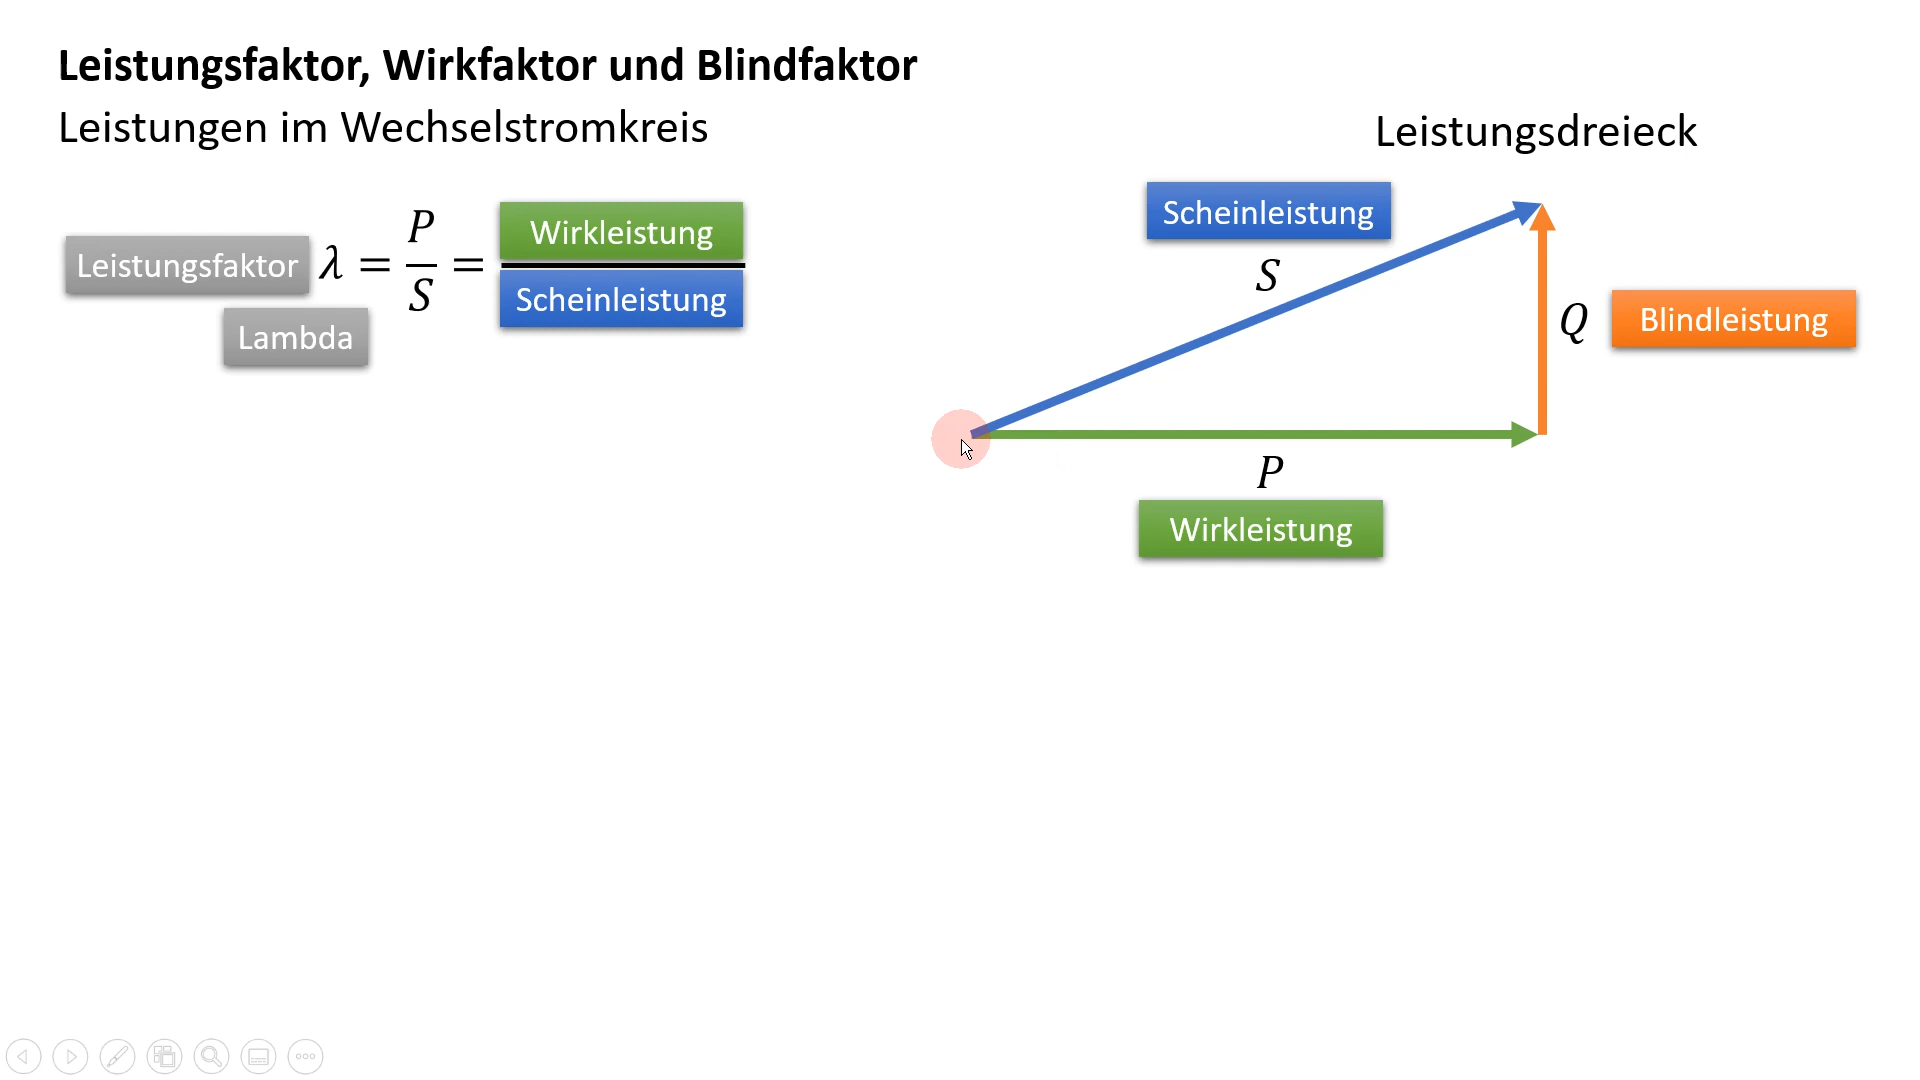 Leistungsfaktor, Wirkfaktor und Blindfaktor
Leistungen im Wechselstromkreis
Leistungsfaktor λ = P/S = Wirkleistung/Scheinleistung
Lambda
Leistungsdreieck
Scheinleistung
S
Q Blindleistung
P
Wirkleistung